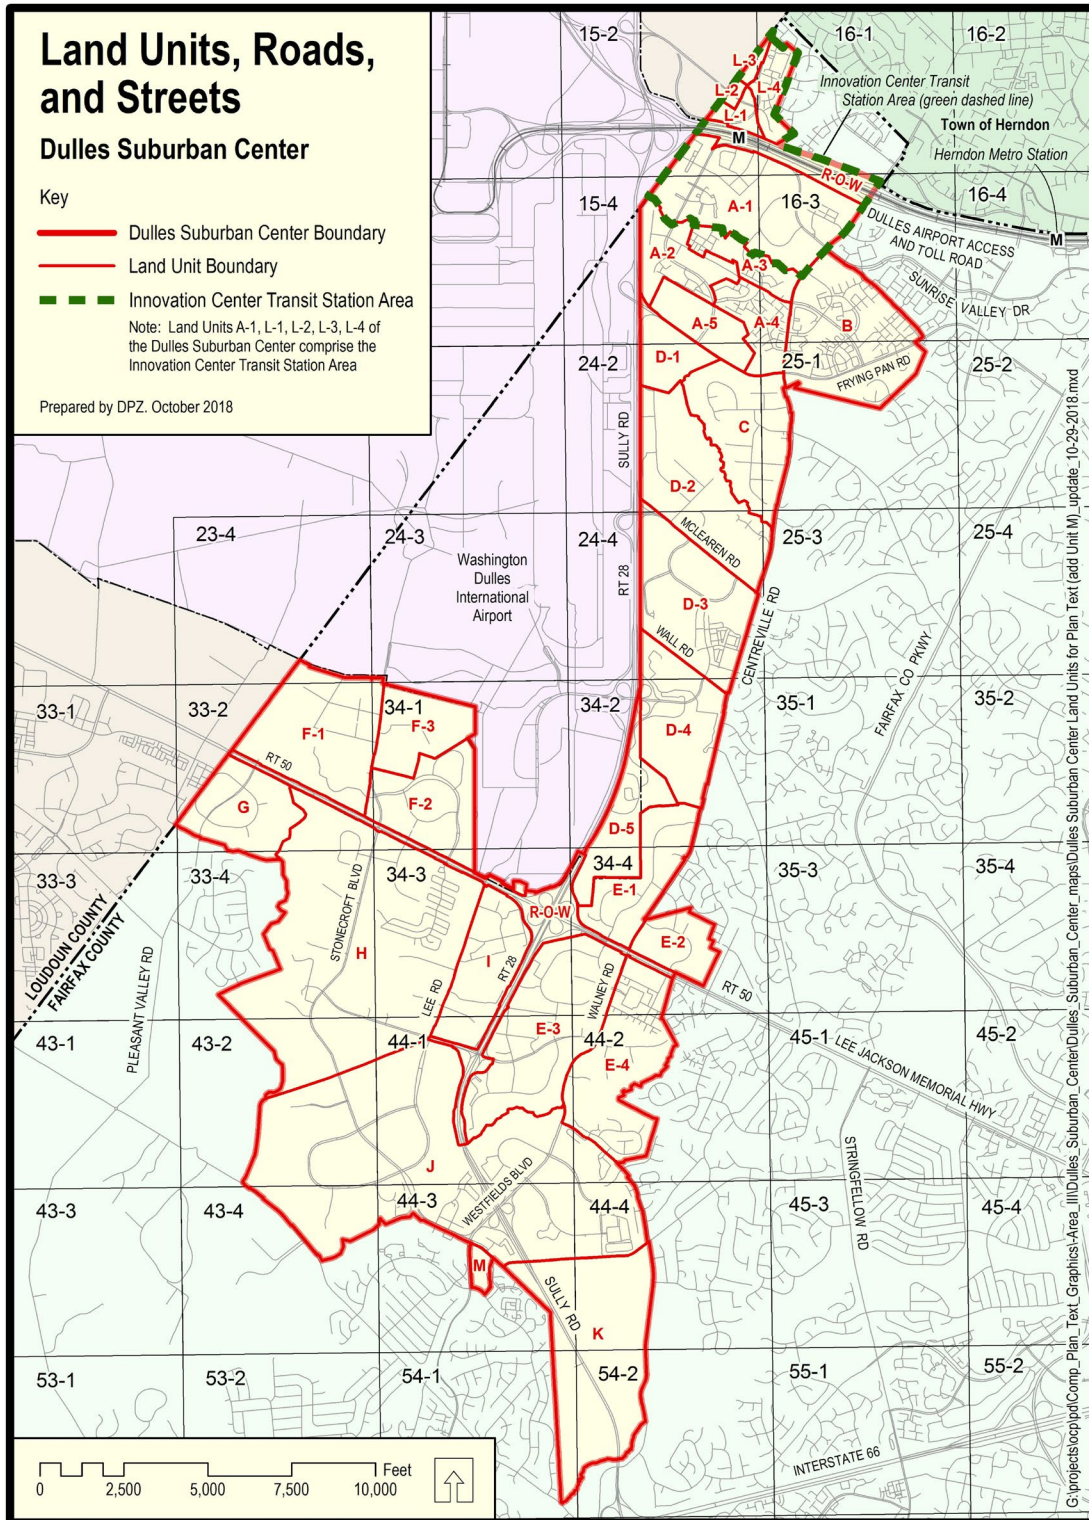 Land Units, Roads,
and Streets
Dulles Suburban Center
Key
Dulles Suburban Center Boundary
Land Unit Boundary
Innovation Center Transit Station Area
Note: Land Units A-1, L-1, L-2, L-3, L-4 of
the Dulles Suburban Center comprise the
Innovation Center Transit Station Area
Prepared by DPZ. October 2018
15-2
16-1
16-2
L-3
L-2
L-4
L-1
Innovation Center Transit
Station Area (green dashed line)
Town of Herndon
Herndon Metro Station
M
R-O-W
15-4
A-1
16-3
16-4
DULLES AIRPORT ACCESS
AND TOLL ROAD
M
A-2
A-3
SUNRISE VALLEY DR
A-5
A-4
B
24-2
D-1
25-1
FRYING PAN RD
25-2
SULLY RD
C
D-2
23-4
24-3
24-4
MCLEAREN RD
25-3
25-4
Washington
Dulles
International
Airport
RT 28
D-3
WALL RD
CENTREVILLE RD
FAIRFAX CO PKWY
33-1
33-2
34-1
34-2
35-1
35-2
F-1
F-3
D-4
RT 50
G
F-2
D-5
33-3
33-4
34-3
34-4
35-3
35-4
E-1
LOUDOUN COUNTY
FAIRFAX COUNTY
STONECROFT BLVD
R-O-W
E-2
PLEASANT VALLEY RD
H
I
LEE RD
RT 28
WALNEY RD
RT 50
43-1
43-2
44-1
E-3
44-2
E-4
45-1
45-2
LEE JACKSON MEMORIAL HWY
J
WESTFIELDS BLVD
STRINGFELLOW RD
43-3
43-4
44-3
44-4
45-3
45-4
M
SULLY RD
K
53-1
53-2
54-1
54-2
55-1
55-2
INTERSTATE 66
Feet
0
2,500
5,000
7,500
10,000
G:\projects\ocp\pd\Comp_Plan_Text_Graphics\-Area_III\Dulles_Suburban_Center\Dulles_Suburban_Center_maps\Dulles Suburban Center Land Units for Plan Text (add Unit M)_update_10-29-2018.mxd